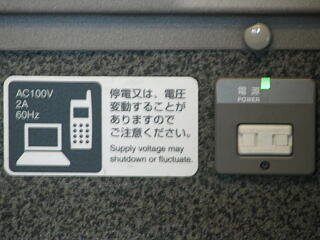 AC100V
2A
60Hz
停電又は、電圧
変動することが
ありますので
ご注意ください。
Supply voltage may
shutdown or fluctuate.
電源
POWER